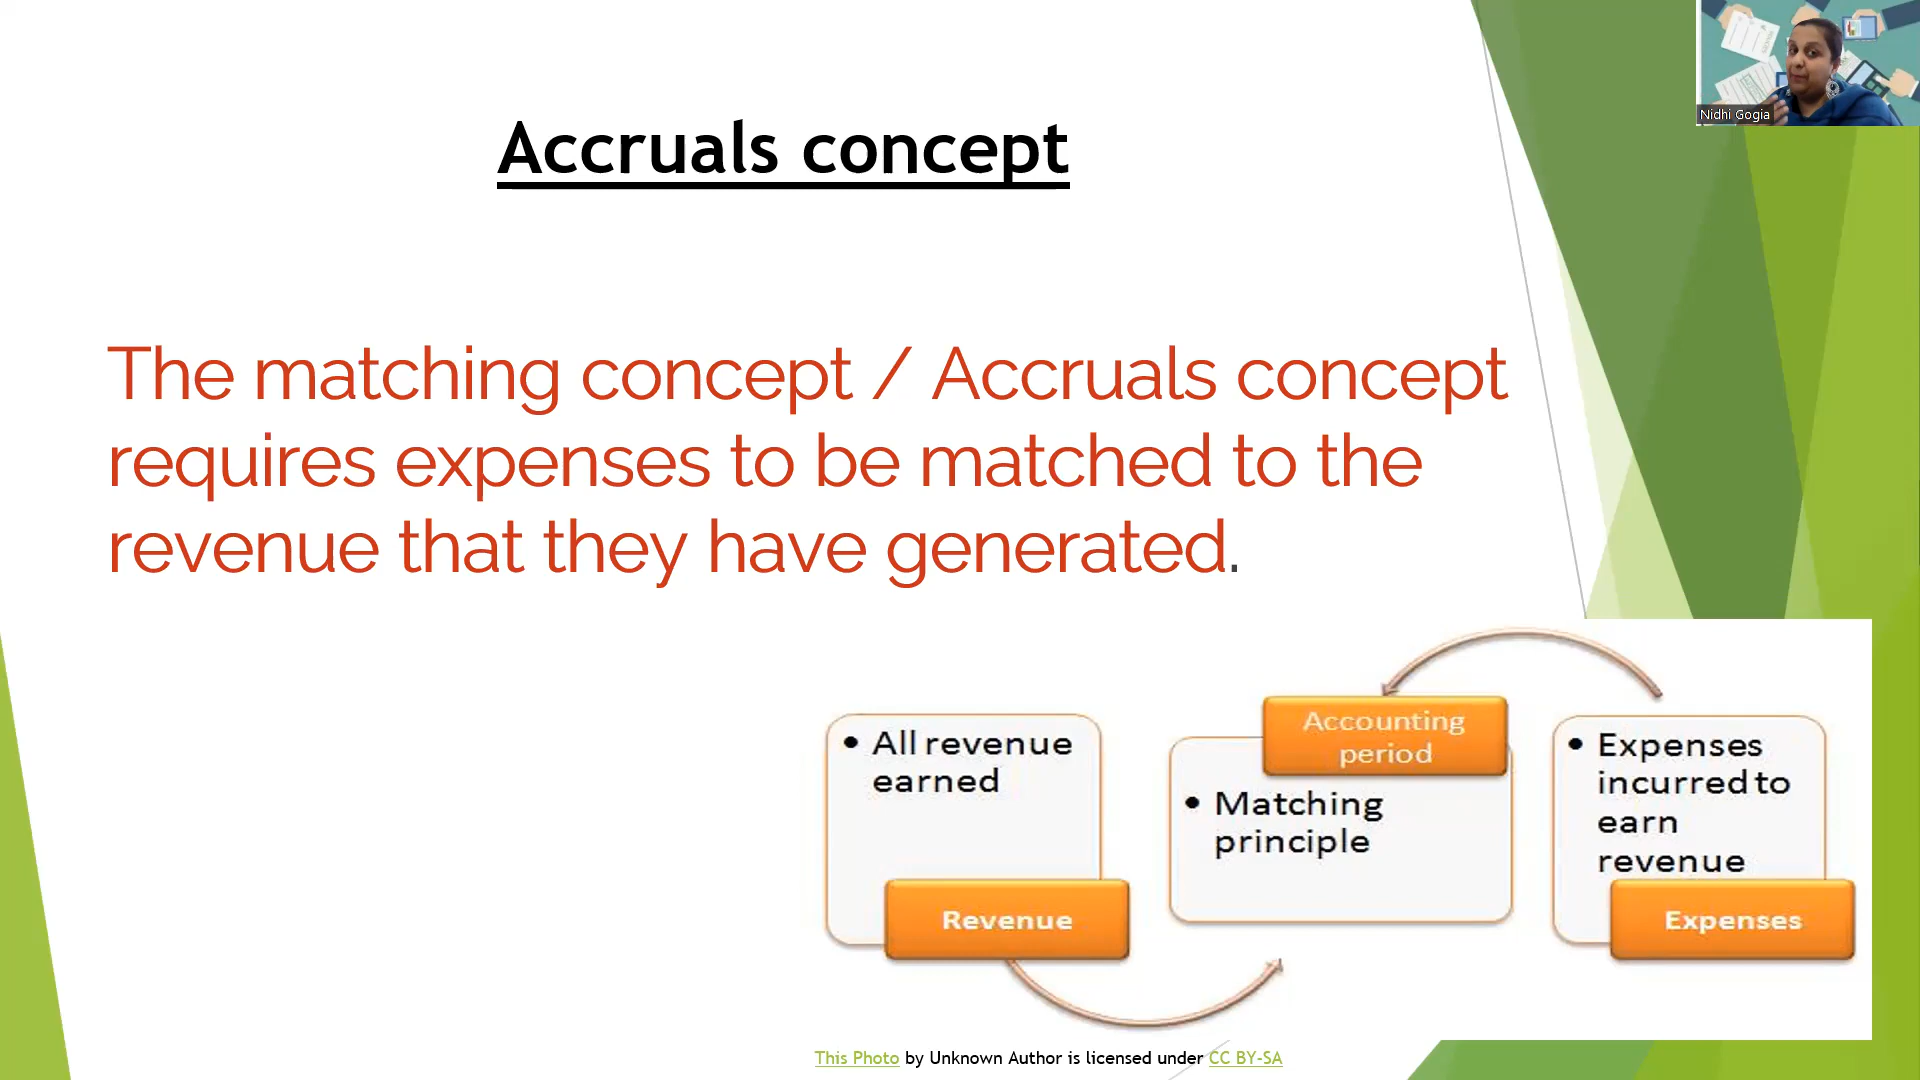 Nidhi Gogia
Accruals concept
The matching concept / Accruals concept
requires expenses to be matched to the
revenue that they have generated.
• All revenue
earned
Revenue
Accounting
period
• Matching
principle
• Expenses
incurred to
earn
revenue
Expenses
This Photo by Unknown Author is licensed under CC BY-SA